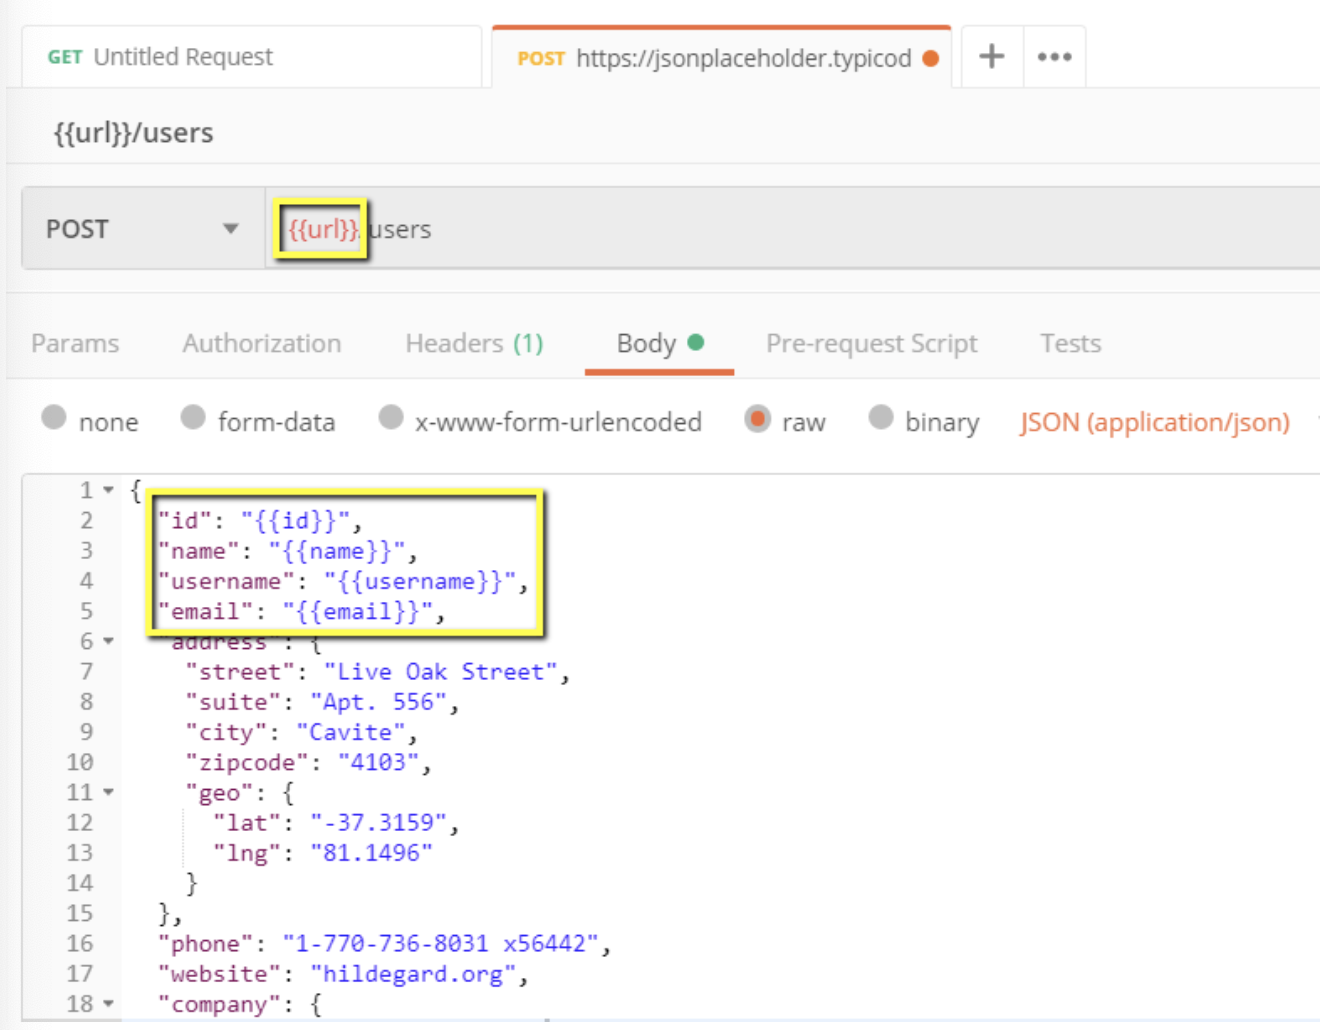 GET Untitled Request
POST https://jsonplaceholder.typicod
{{url}}/users
POST {{url}}/users
Params Authorization Headers (1) Body Pre-request Script Tests
none form-data x-www-form-urlencoded raw binary JSON (application/json)
1 {
2 "id": "{{id}}",
3 "name": "{{name}}",
4 "username": "{{username}}",
5 "email": "{{email}}",
6 "address": {
7 "street": "Live Oak Street",
8 "suite": "Apt. 556",
9 "city": "Cavite",
10 "zipcode": "4103",
11 "geo": {
12 "lat": "-37.3159",
13 "lng": "81.1496"
14 }
15 },
16 "phone": "1-770-736-8031 x56442",
17 "website": "hildegard.org",
18 "company": {